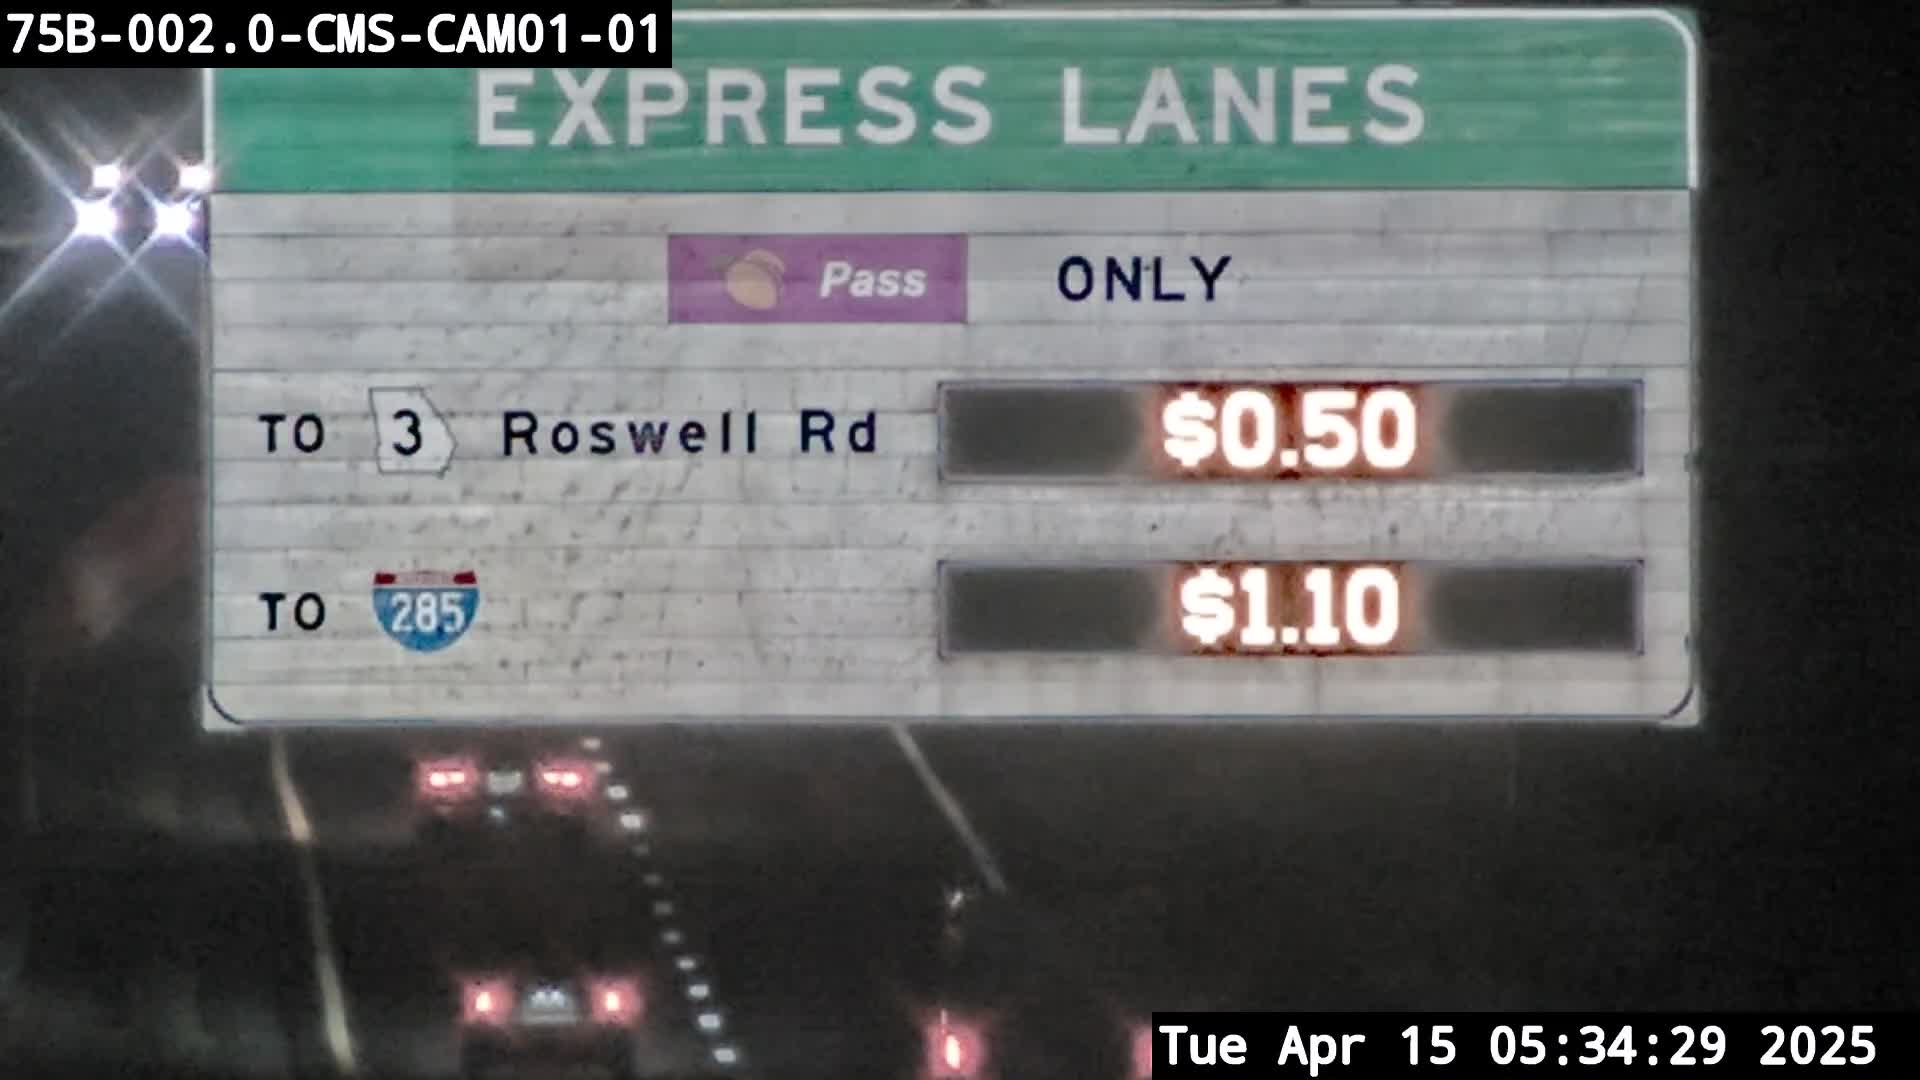 75B-002.0-CMS-CAM01-01
EXPRESS LANES
Pass ONLY
TO 3 Roswell Rd $0.50
TO 285 $1.10
Tue Apr 15 05:34:29 2025